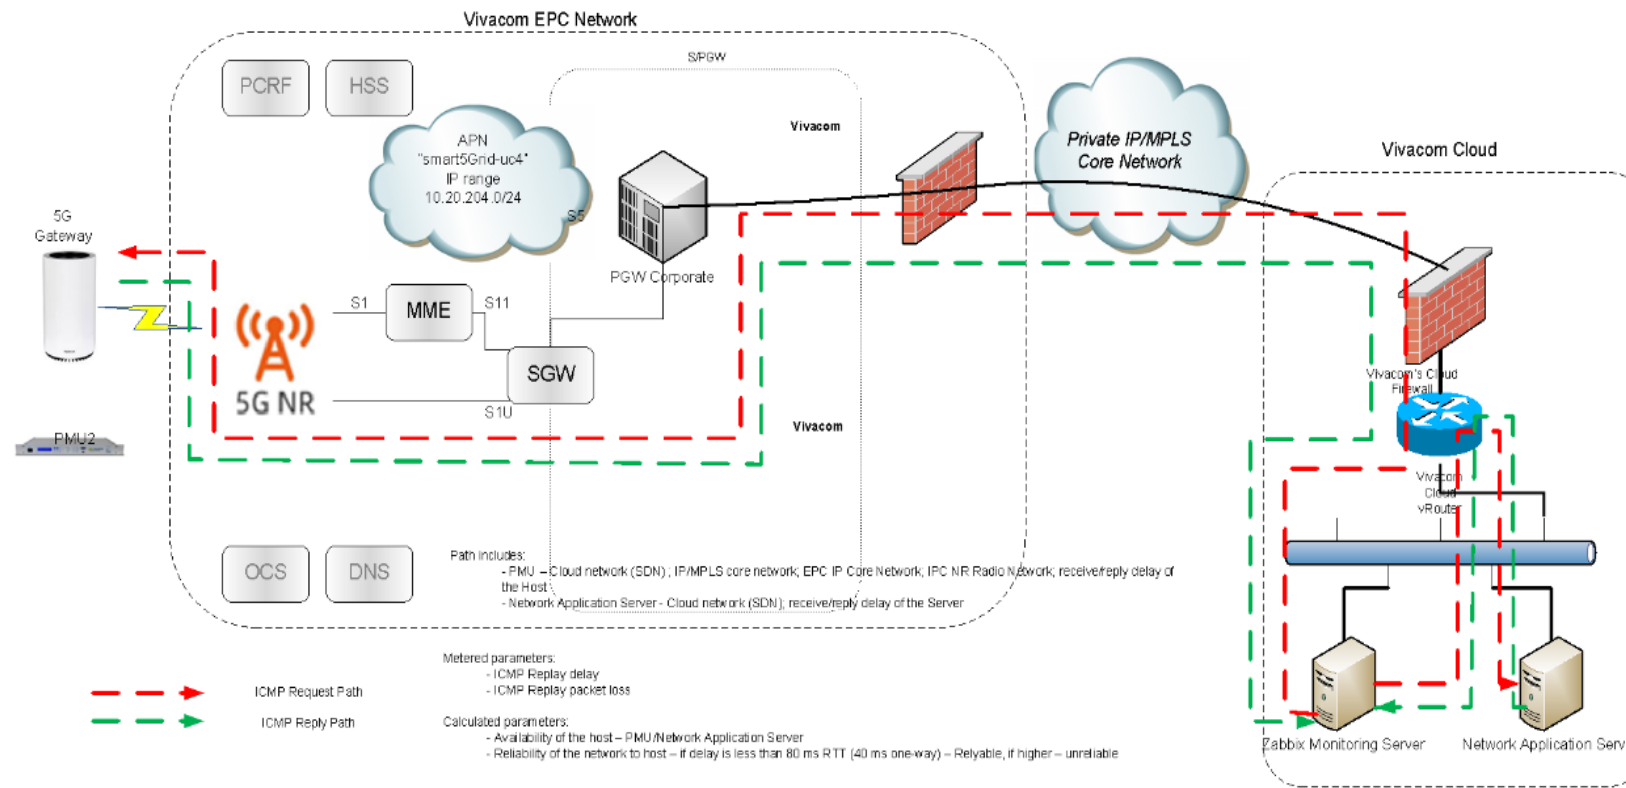 Vivacom EPC Network
S/PGW
PCRF
HSS
APN
"smart5Grid-uc4"
IP range
10.20.204.0/24
Vivacom
Private IP/MPLS
Core Network
Vivacom Cloud
5G
Gateway
S5
PGW Corporate
S1
MME
S11
SGW
5G NR
S1U
Vivacom
PMU2
Vivacom's Cloud
Firewall
Vivacom
Cloud
vRouter
OCS
DNS
Path includes:
- PMU – Cloud network (SDN) ; IP/MPLS core network; EPC IP Core Network; IPC NR Radio Network; receive/reply delay of
the Host
- Network Application Server - Cloud network (SDN); receive/reply delay of the Server
Metered parameters:
- ICMP Replay delay
- ICMP Replay packet loss
ICMP Request Path
ICMP Reply Path
Calculated parameters:
- Availability of the host – PMU/Network Application Server
- Reliability of the network to host – if delay is less than 80 ms RTT (40 ms one-way) – Relyable, if higher – unreliable
Zabbix Monitoring Server
Network Application Serv